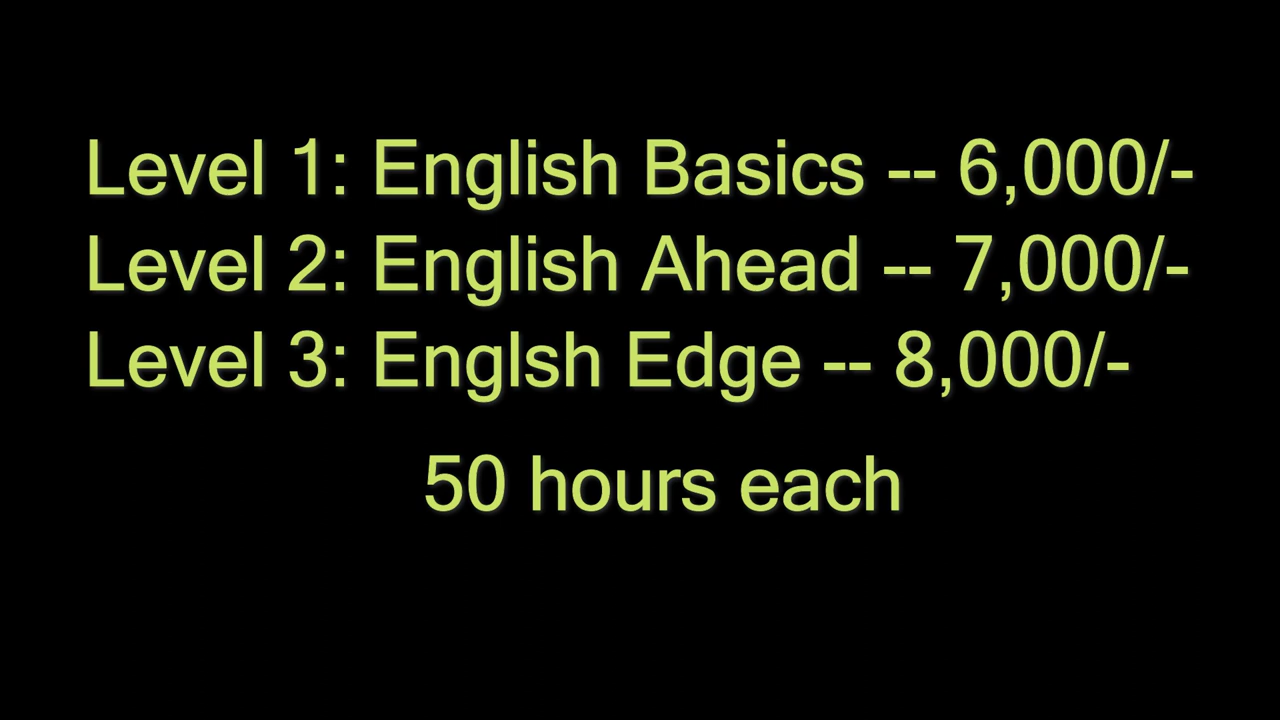 Level 1: English Basics -- 6,000/-
Level 2: English Ahead -- 7,000/-
Level 3: Englsh Edge -- 8,000/-
50 hours each